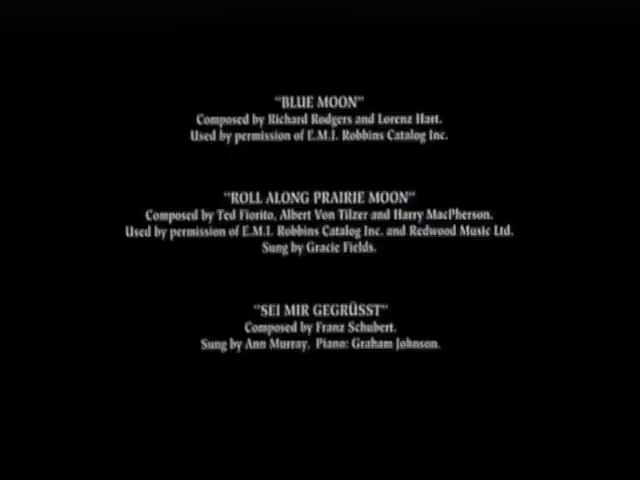 "BLUE MOON"
Composed by Richard Rodgers and Lorenz Hart.
Used by permission of E.M.I. Robbins Catalog Inc.
"ROLL ALONG PRAIRIE MOON"
Composed by Ted Fiorito, Albert Von Tilzer and Harry MacPherson.
Used by permission of E.M.I. Robbins Catalog Inc. and Redwood Music Ltd.
Sung by Gracie Fields.
"SEI MIR GEGRÜSST"
Composed by Franz Schubert.
Sung by Ann Murray. Piano: Graham Johnson.